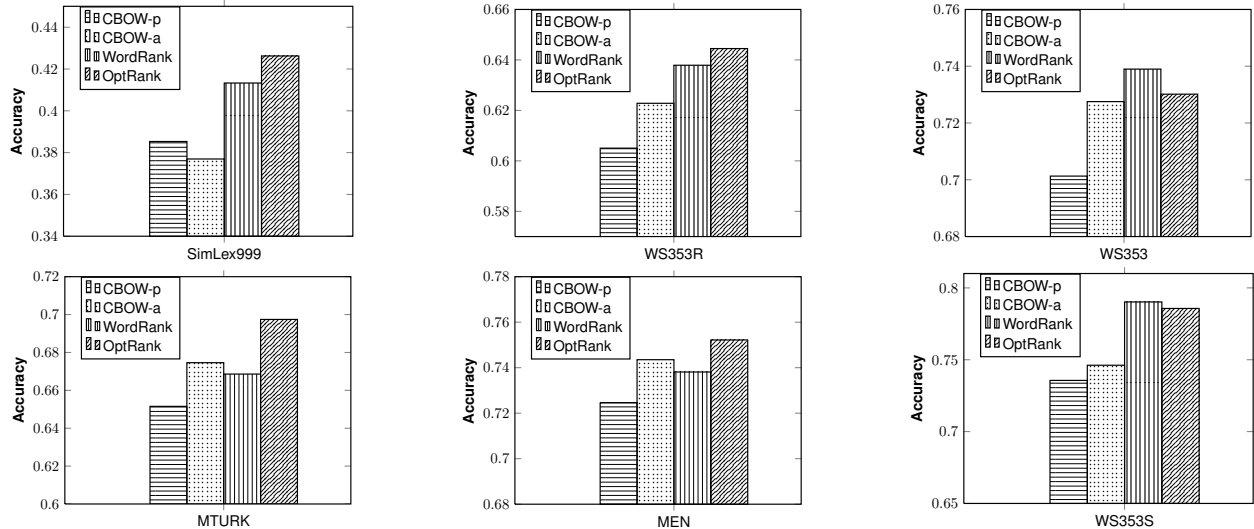 0.44
0.42
0.4
0.38
0.36
0.34
Accuracy
CBOW-p
CBOW-a
WordRank
OptRank
SimLex999
0.66
0.64
0.62
0.6
0.58
Accuracy
CBOW-p
CBOW-a
WordRank
OptRank
WS353R
0.76
0.74
0.72
0.7
0.68
Accuracy
CBOW-p
CBOW-a
WordRank
OptRank
WS353
0.72
0.7
0.68
0.66
0.64
0.62
0.6
Accuracy
CBOW-p
CBOW-a
WordRank
OptRank
MTURK
0.78
0.76
0.74
0.72
0.7
0.68
Accuracy
CBOW-p
CBOW-a
WordRank
OptRank
MEN
0.8
0.75
0.7
0.65
Accuracy
CBOW-p
CBOW-a
WordRank
OptRank
WS353S